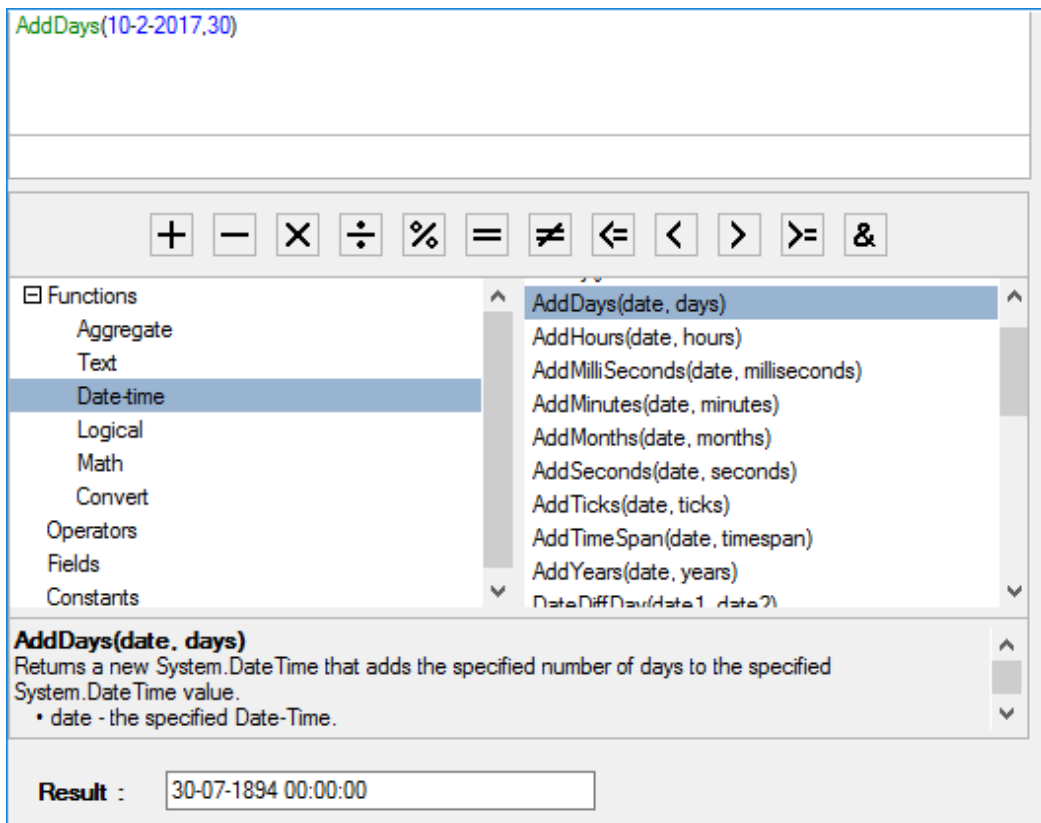 AddDays(10-2-2017,30)
+ − × ÷ % = ≠ <= < > >= &
Functions
Aggregate
Text
Date-time
Logical
Math
Convert
Operators
Fields
Constants
AddDays(date, days)
AddHours(date, hours)
AddMilliSeconds(date, milliseconds)
AddMinutes(date, minutes)
AddMonths(date, months)
AddSeconds(date, seconds)
AddTicks(date, ticks)
AddTimeSpan(date, timespan)
AddYears(date, years)
DateDiffDay(date1, date2)
AddDays(date, days)
Returns a new System.DateTime that adds the specified number of days to the specified
System.DateTime value.
• date - the specified Date-Time.
Result : 30-07-1894 00:00:00